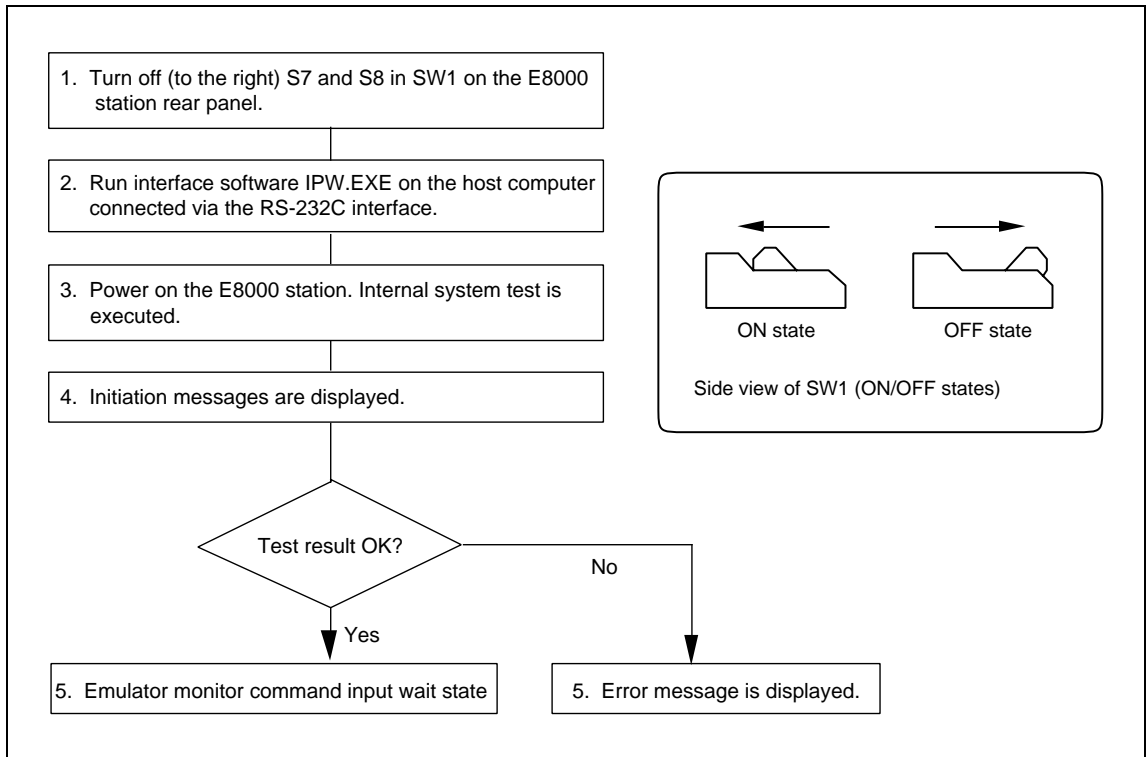 1. Turn off (to the right) S7 and S8 in SW1 on the E8000
station rear panel.
2. Run interface software IPW.EXE on the host computer
connected via the RS-232C interface.
3. Power on the E8000 station. Internal system test is
executed.
4. Initiation messages are displayed.
Test result OK?
No
Yes
5. Emulator monitor command input wait state
5. Error message is displayed.
ON state
OFF state
Side view of SW1 (ON/OFF states)